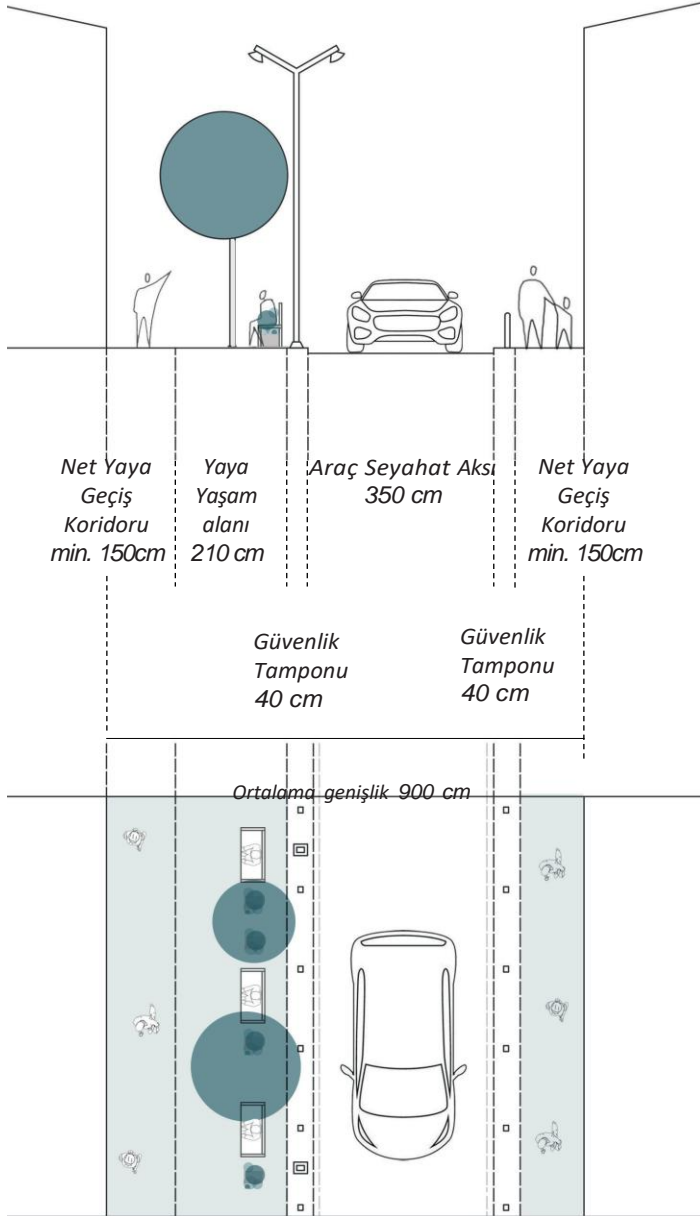 Net Yaya
Geçiş
Koridoru
min. 150cm
Yaya
Yaşam
alanı
210 cm
Araç Seyahat Aksı
350 cm
Net Yaya
Geçiş
Koridoru
min. 150cm
Güvenlik
Tamponu
40 cm
Güvenlik
Tamponu
40 cm
Ortalama genişlik 900 cm